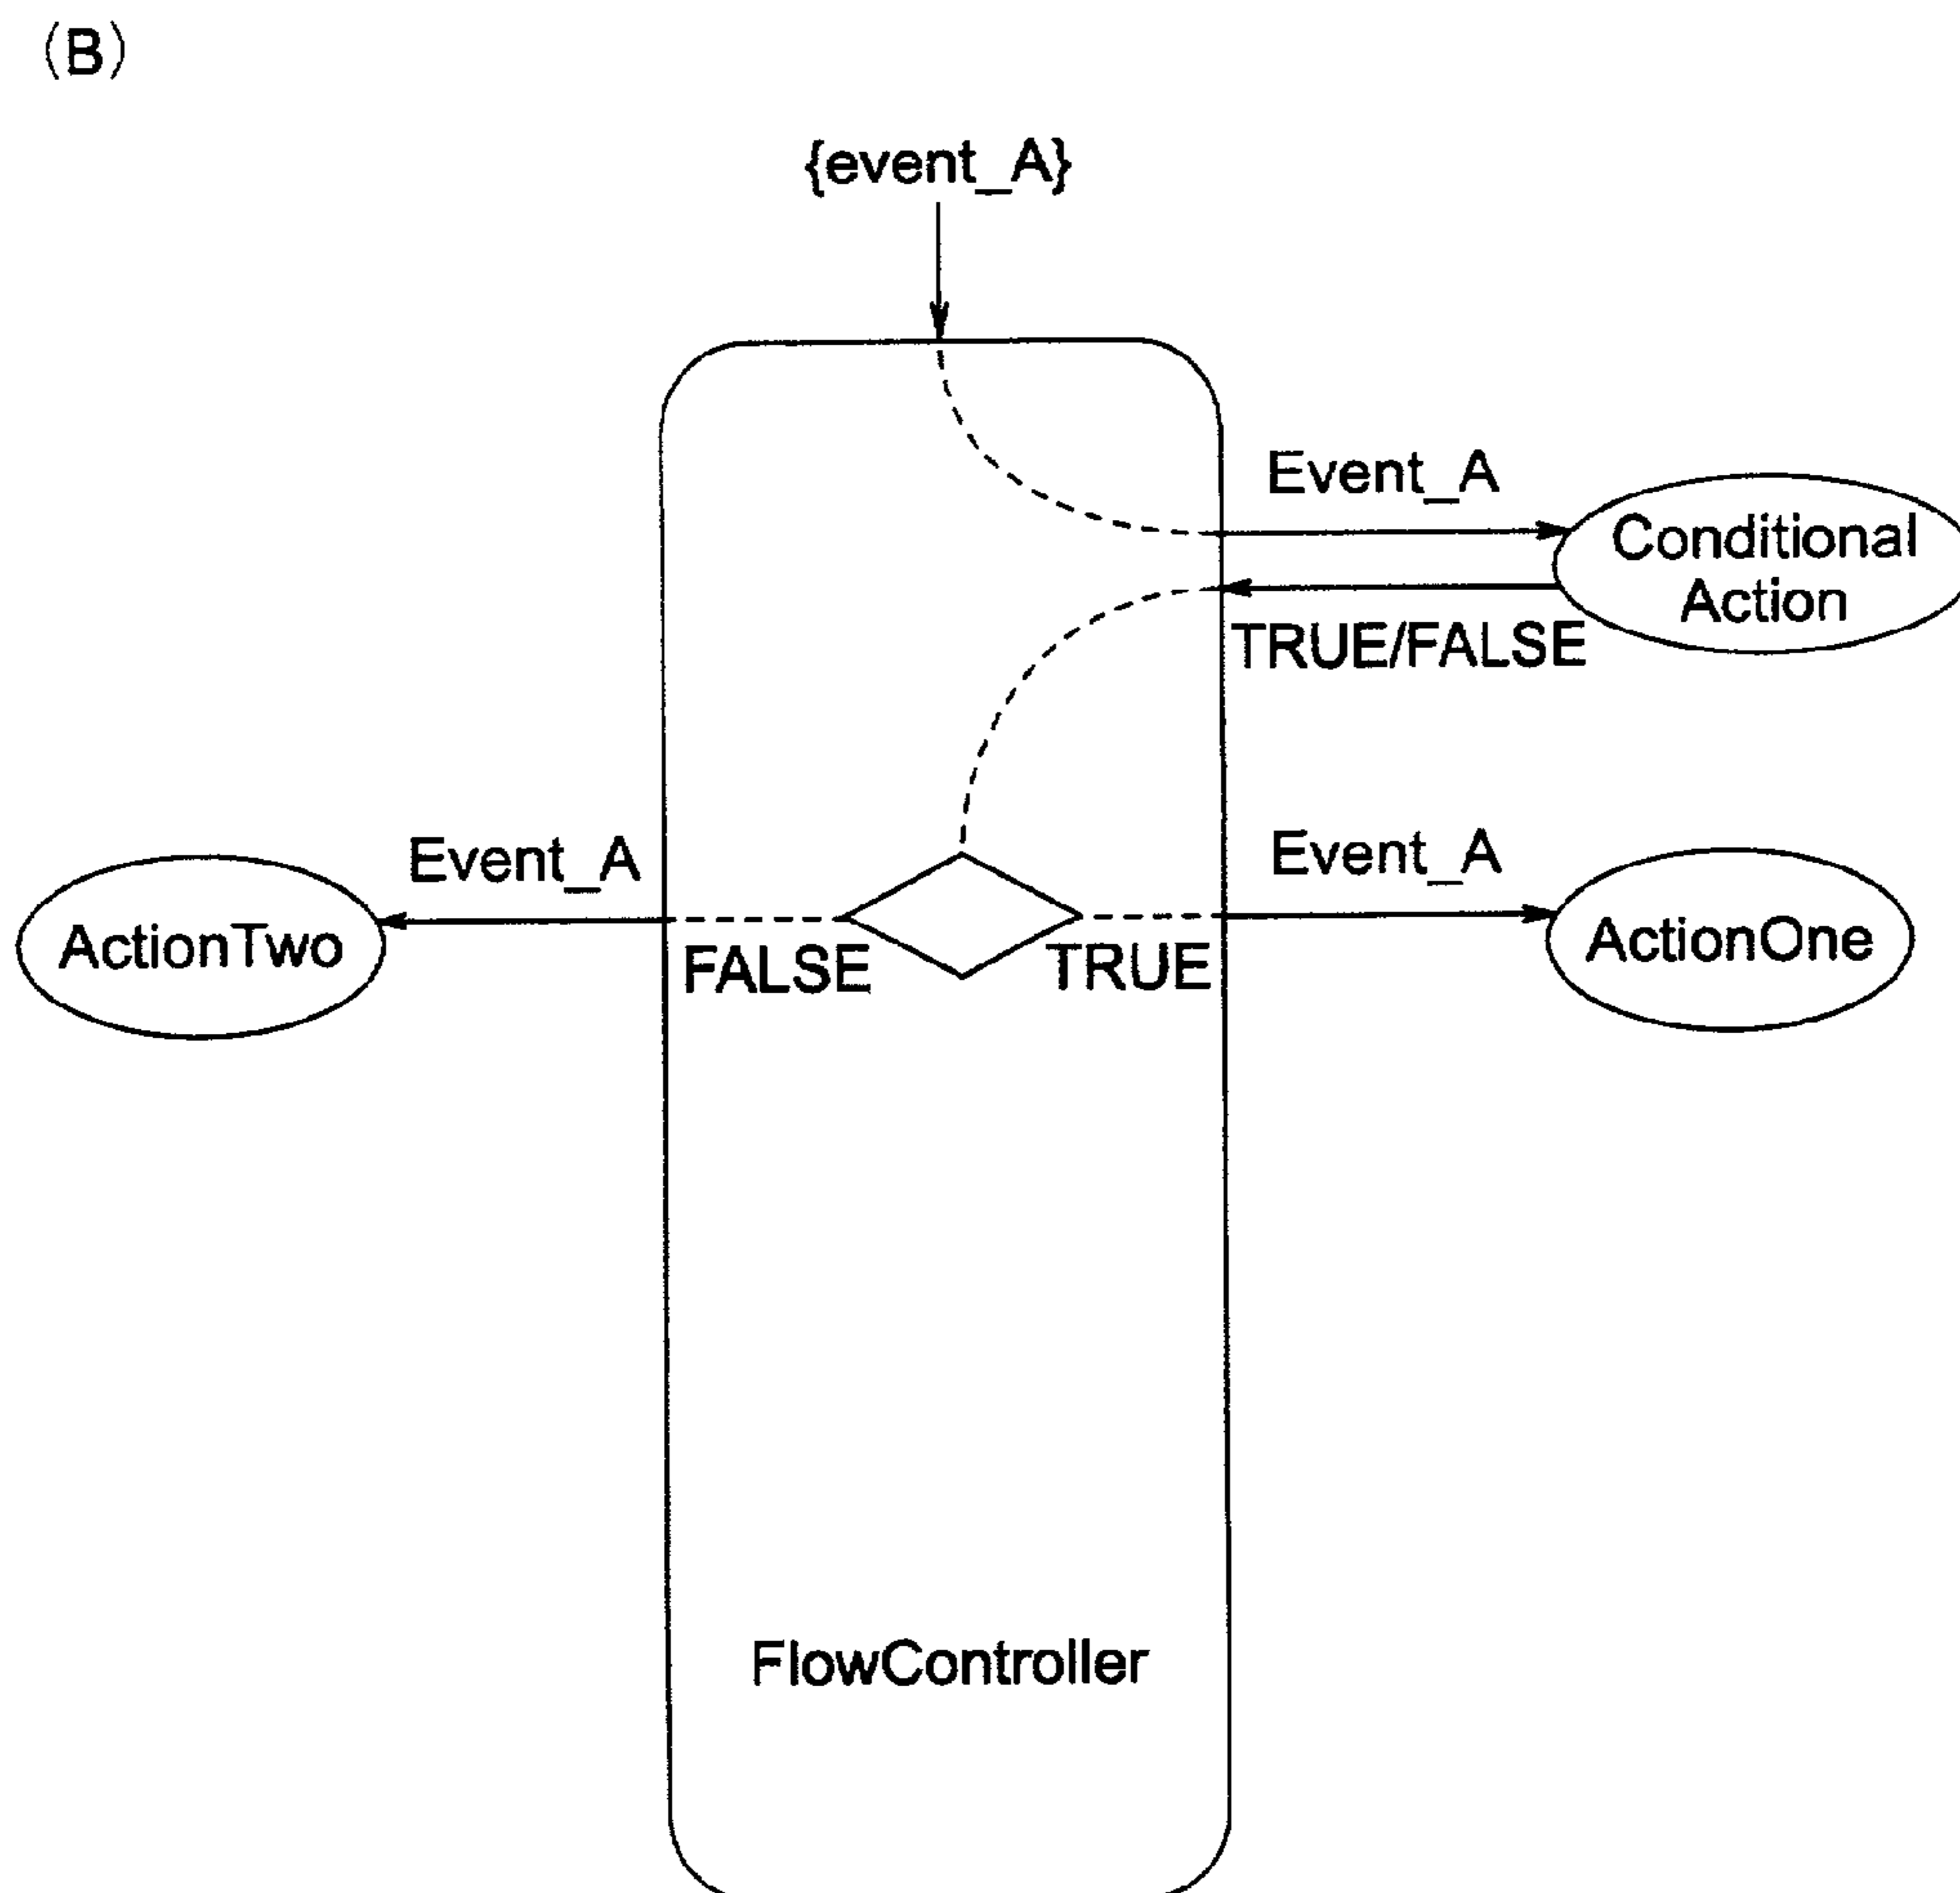 (B)
{event_A}
Event_A
Conditional
Action
TRUE/FALSE
Event_A
Event_A
ActionTwo
ActionOne
FALSE
TRUE
FlowController